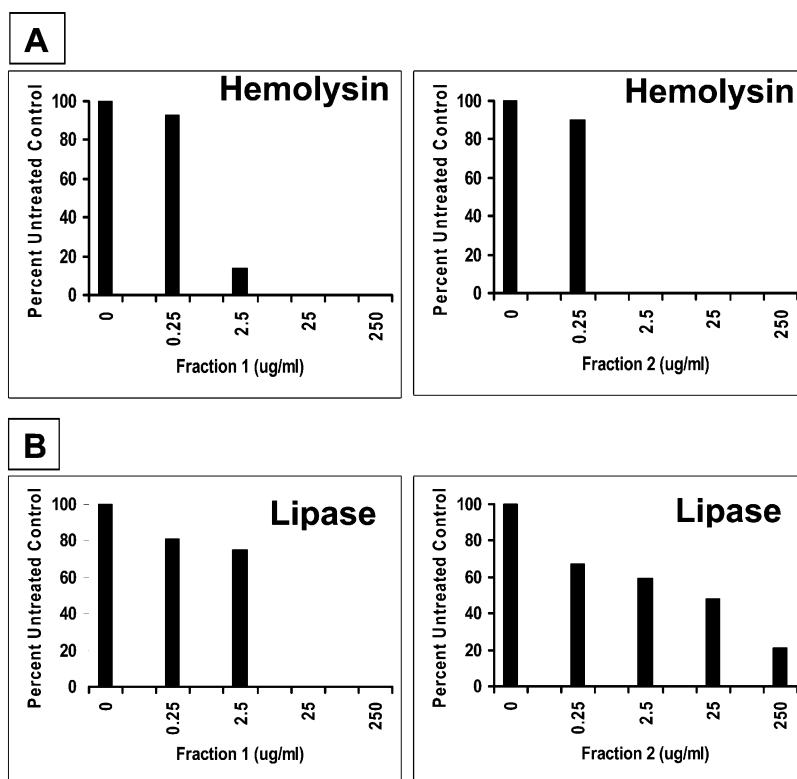 A
Hemolysin
Percent Untreated Control
100
80
60
40
20
0
0 0.25 2.5 25 250
Fraction 1 (ug/ml)
Hemolysin
Percent Untreated Control
100
80
60
40
20
0
0 0.25 2.5 25 250
Fraction 2 (ug/ml)
B
Lipase
Percent Untreated Control
100
80
60
40
20
0
0 0.25 2.5 25 250
Fraction 1 (ug/ml)
Lipase
Percent Untreated Control
100
80
60
40
20
0
0 0.25 2.5 25 250
Fraction 2 (ug/ml)